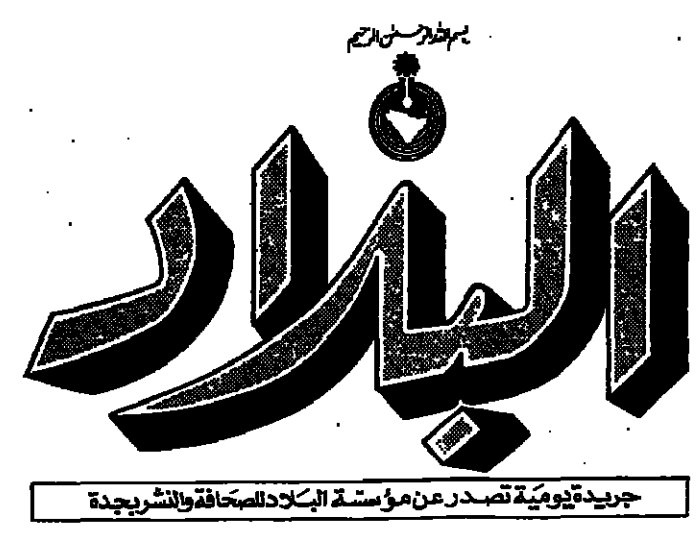 بسم الله الرحمن الرحيم
البلاد
جريدة يومية تصدر عن مؤسسة البلاد للصحافة والنشر بجدة